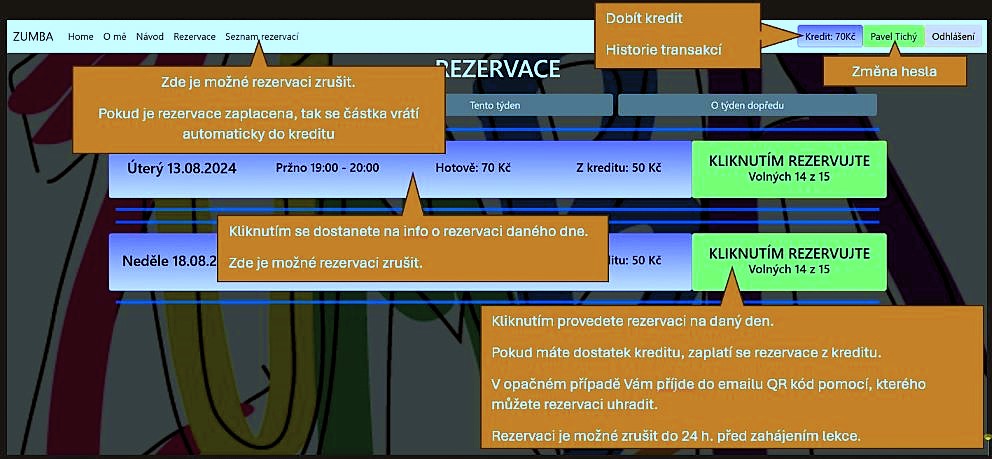 Dobít kredit
Historie transakcí
ZUMBA Home O mě Návod Rezervace Seznam rezervací Kredit: 70Kč Pavel Tichý Odhlášení
Změna hesla
REZERVACE
Zde je možné rezervaci zrušit.
Pokud je rezervace zaplacena, tak se částka vrátí
automaticky do kreditu
Tento týden O týden dopředu
Úterý 13.08.2024 Pržno 19:00 - 20:00 Hotově: 70 Kč Z kreditu: 50 Kč KLIKNUTÍM REZERVUJTE
Volných 14 z 15
Kliknutím se dostanete na info o rezervaci daného dne.
Zde je možné rezervaci zrušit.
Neděle 18.08.2 ditu: 50 Kč KLIKNUTÍM REZERVUJTE
Volných 14 z 15
Kliknutím provedete rezervaci na daný den.
Pokud máte dostatek kreditu, zaplatí se rezervace z kreditu.
V opačném případě Vám příjde do emailu QR kód pomocí, kterého
můžete rezervaci uhradit.
Rezervaci je možné zrušit do 24 h. před zahájením lekce.